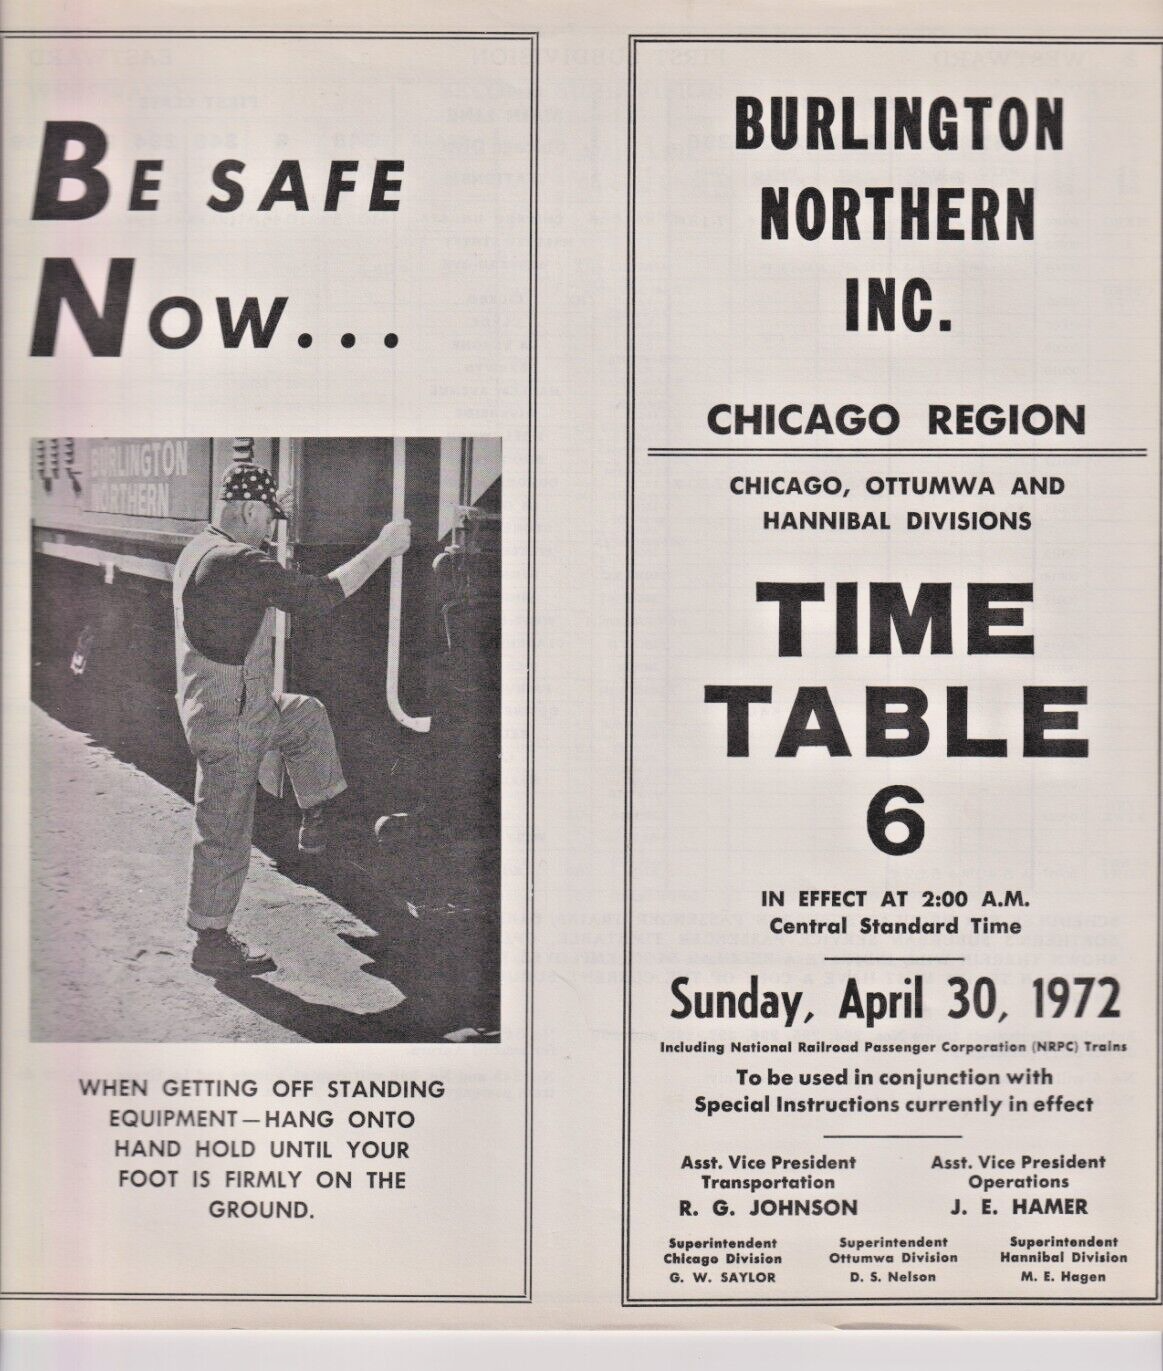 BE SAFE
NOW...
BURLINGTON
NORTHERN
WHEN GETTING OFF STANDING
EQUIPMENT—HANG ONTO
HAND HOLD UNTIL YOUR
FOOT IS FIRMLY ON THE
GROUND.
BURLINGTON
NORTHERN
INC.
CHICAGO REGION
CHICAGO, OTTUMWA AND
HANNIBAL DIVISIONS
TIME
TABLE
6
IN EFFECT AT 2:00 A.M.
Central Standard Time
Sunday, April 30, 1972
Including National Railroad Passenger Corporation (NRPC) Trains
To be used in conjunction with
Special Instructions currently in effect
Asst. Vice President
Transportation
R. G. JOHNSON
Asst. Vice President
Operations
J. E. HAMER
Superintendent
Chicago Division
G. W. SAYLOR
Superintendent
Ottumwa Division
D. S. Nelson
Superintendent
Hannibal Division
M. E. Hagen